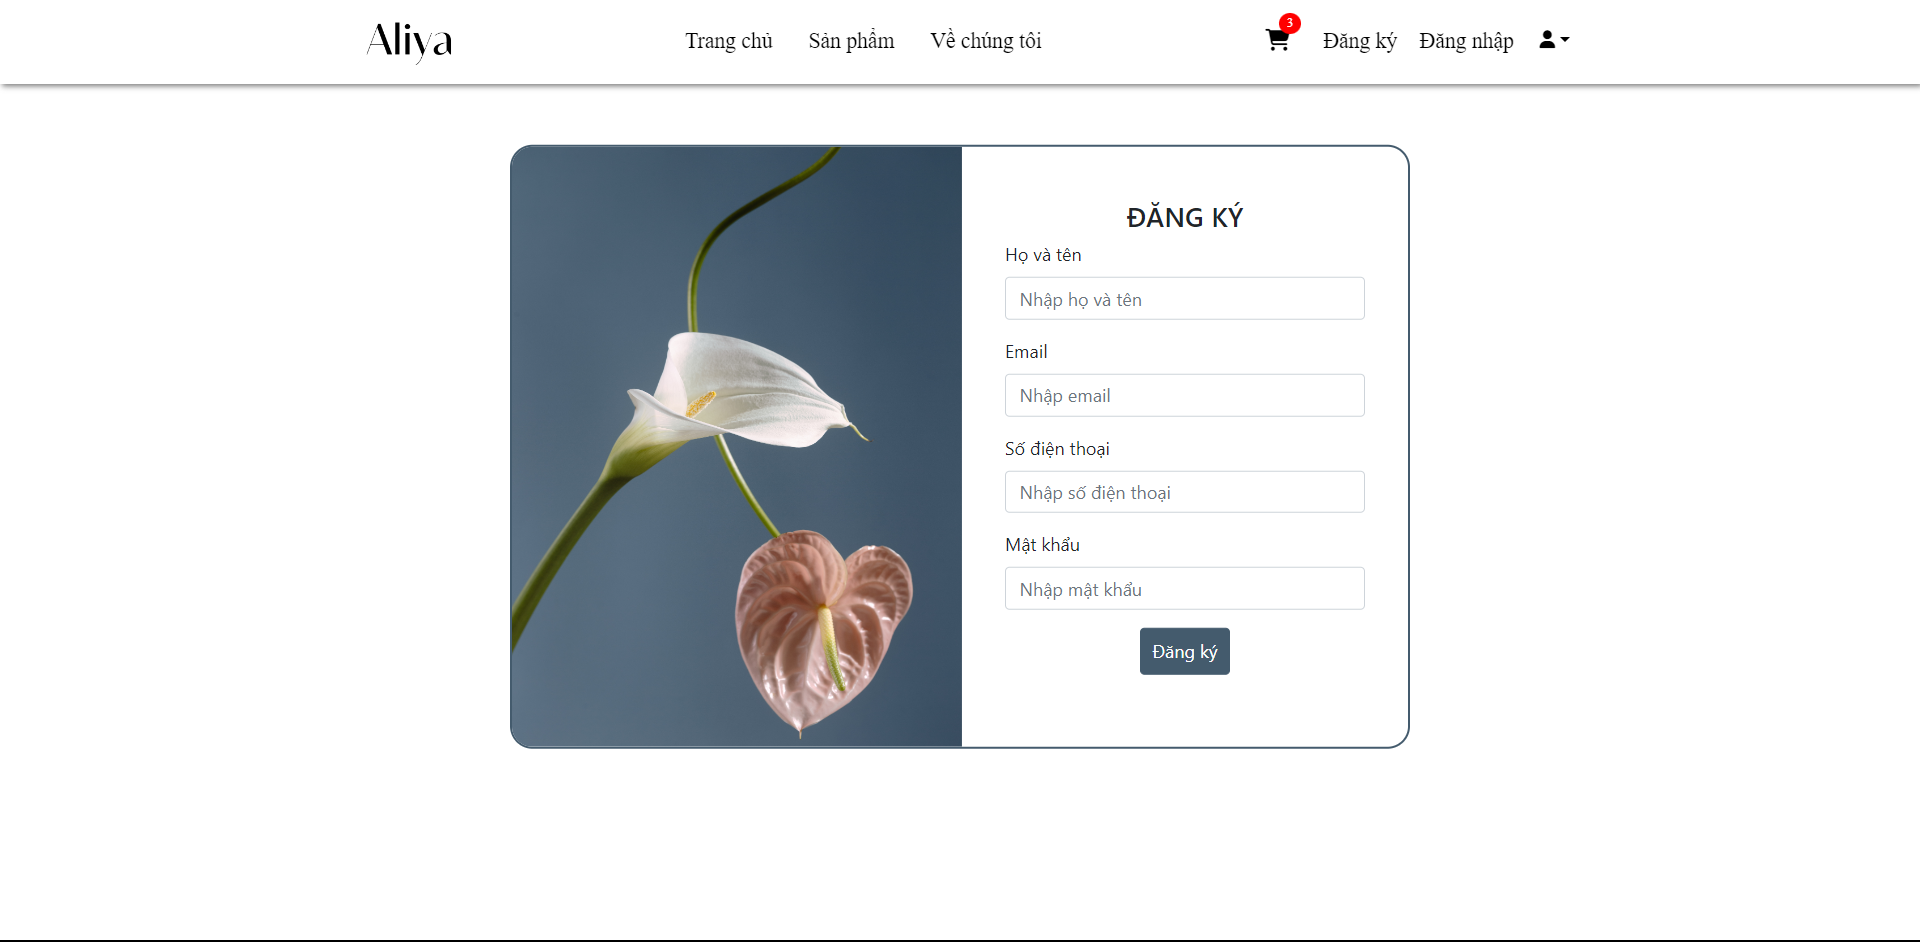 Aliya
Trang chủ Sản phẩm Về chúng tôi
3
Đăng ký Đăng nhập
ĐĂNG KÝ
Họ và tên
Nhập họ và tên
Email
Nhập email
Số điện thoại
Nhập số điện thoại
Mật khẩu
Nhập mật khẩu
Đăng ký